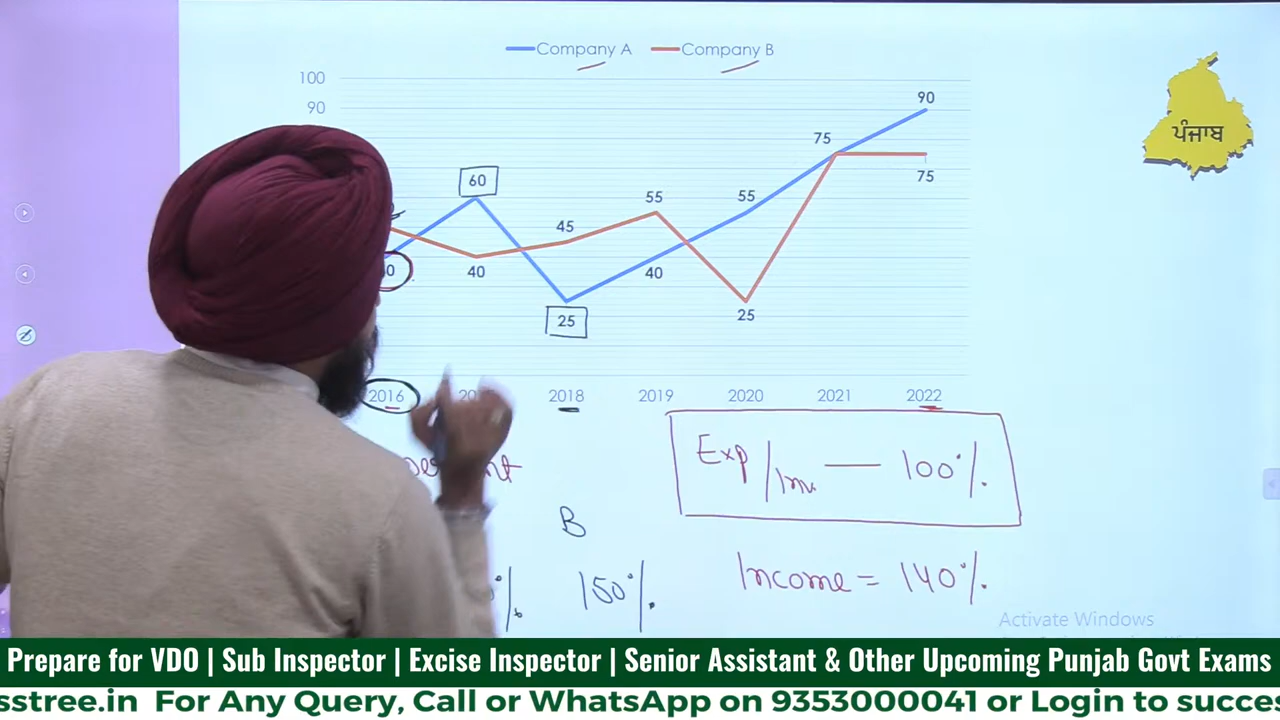 Company A Company B
100
90
ਪੰਜਾਬ
90
75
75
60
55
55
45
40
40
25
25
2016 2018 2019 2020 2021 2022
Exp/Inv — 100%.
B
150%.
Income = 140%.
Activate Windows
Prepare for VDO | Sub Inspector | Excise Inspector | Senior Assistant & Other Upcoming Punjab Govt Exams
sstree.in For Any Query, Call or WhatsApp on 9353000041 or Login to succes